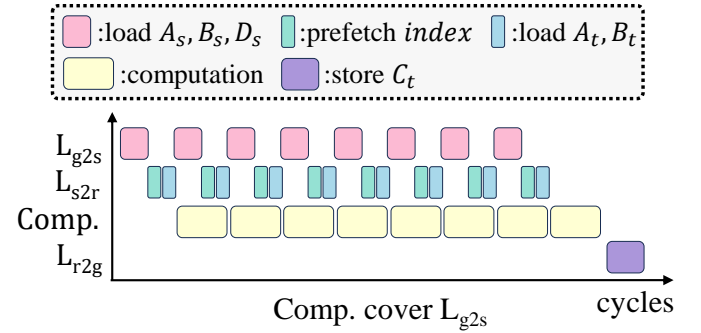 :load A_s, B_s, D_s :prefetch index :load A_t, B_t
:computation :store C_t
L_g2s
L_s2r
Comp.
L_r2g
Comp. cover L_g2s cycles